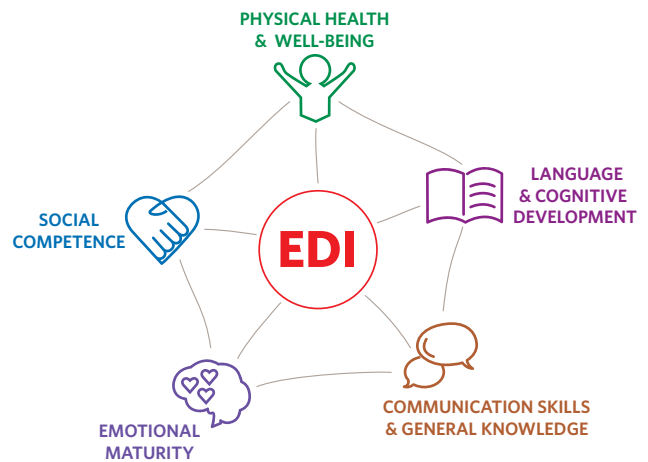 PHYSICAL HEALTH
& WELL-BEING
LANGUAGE
& COGNITIVE
DEVELOPMENT
SOCIAL
COMPETENCE
EDI
COMMUNICATION SKILLS
& GENERAL KNOWLEDGE
EMOTIONAL
MATURITY